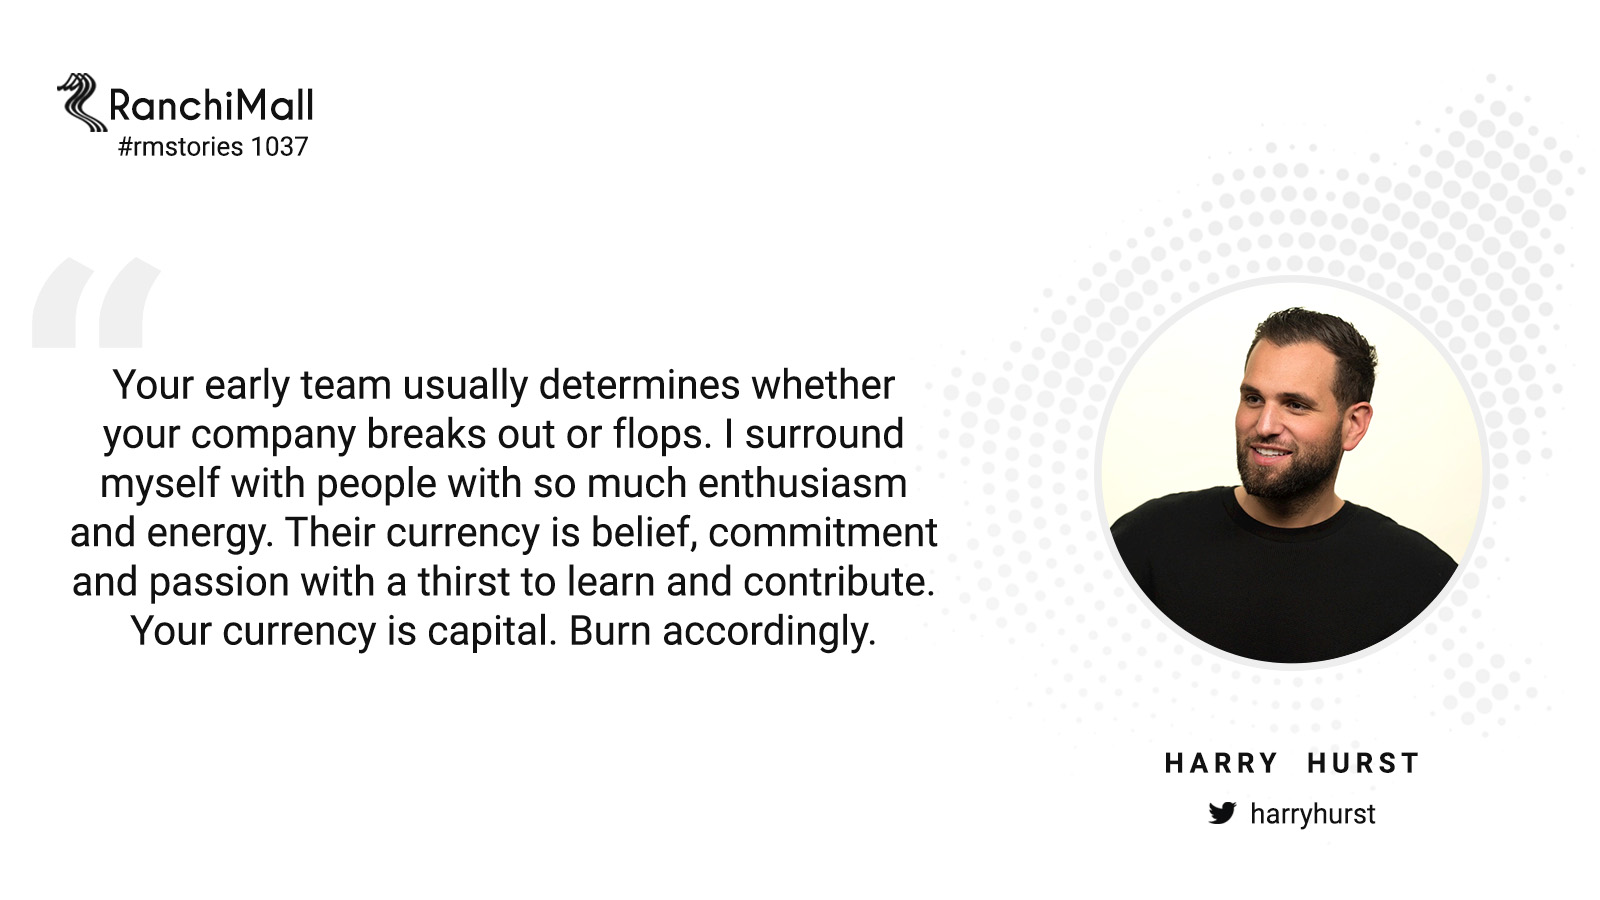 RanchiMall
#rmstories 1037
“
Your early team usually determines whether
your company breaks out or flops. I surround
myself with people with so much enthusiasm
and energy. Their currency is belief, commitment
and passion with a thirst to learn and contribute.
Your currency is capital. Burn accordingly.
HARRY HURST
harryhurst